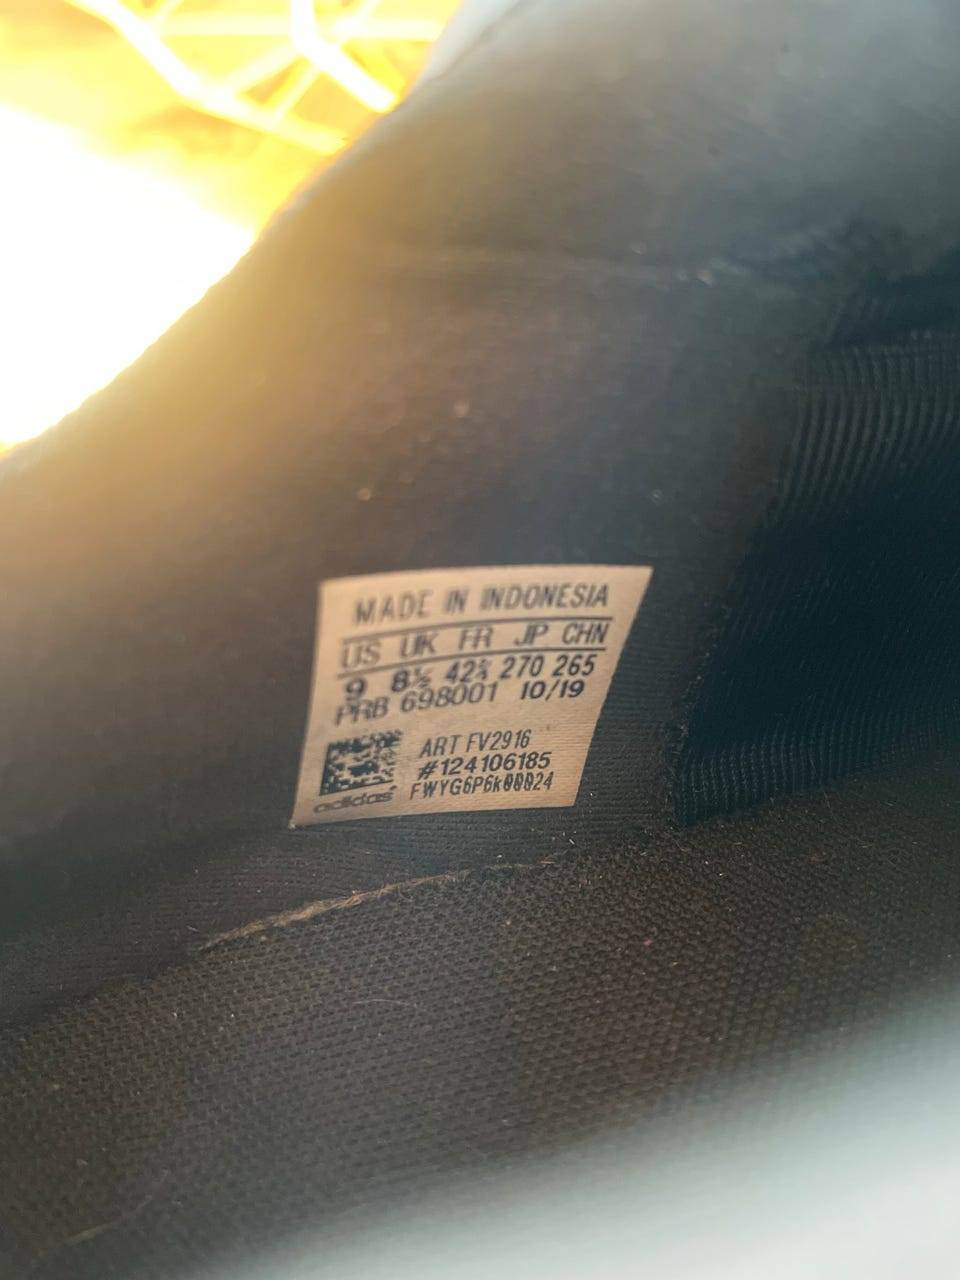 MADE IN INDONESIA
US UK FR JP CHN
9 8½ 42⅔ 270 265
PRB 698001 10/19
ART FV2916
#124106185
adidas